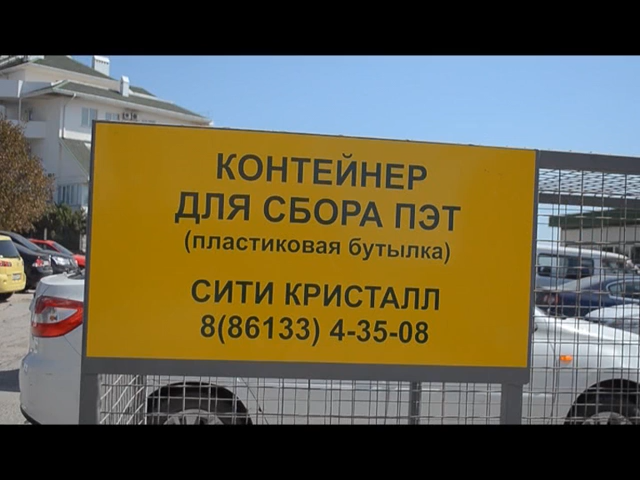 КОНТЕЙНЕР
ДЛЯ СБОРА ПЭТ
(пластиковая бутылка)
СИТИ КРИСТАЛЛ
8(86133) 4-35-08